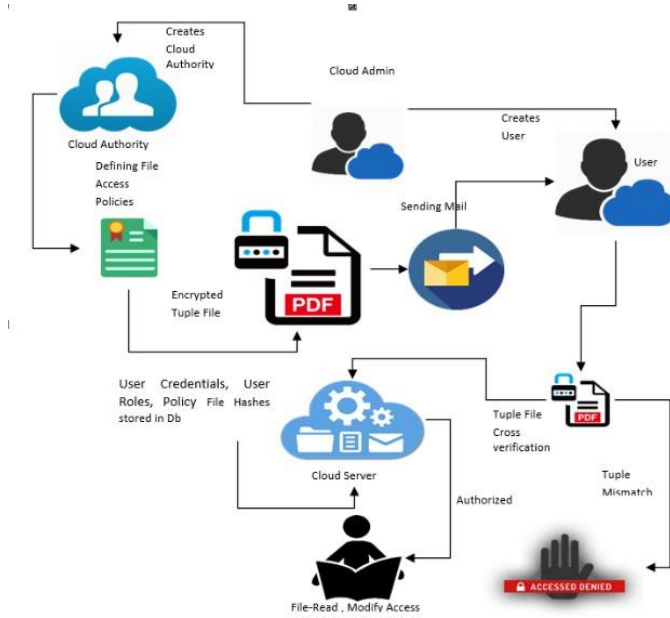 Creates
Cloud
Authority
Cloud Admin
Creates
User
Cloud Authority
User
Defining File
Access
Policies
Sending Mail
Encrypted
Tuple File
PDF
User Credentials, User
Roles, Policy File Hashes
stored in Db
Tuple File
Cross
verification
PDF
Cloud Server
Tuple
Mismatch
Authorized
ACCESSED DENIED
File-Read , Modify Access